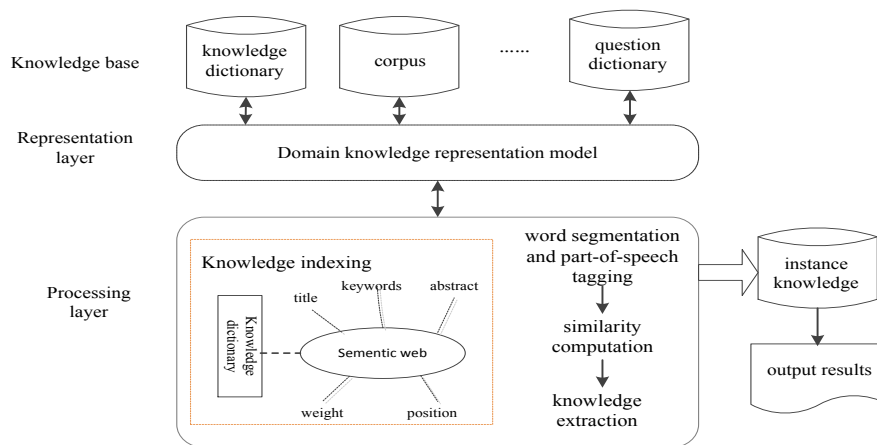 Knowledge base
knowledge
dictionary
corpus
......
question
dictionary
Representation
layer
Domain knowledge representation model
Processing
layer
Knowledge indexing
title
keywords
abstract
Knowledge
dictionary
Sementic web
weight
position
word segmentation
and part-of-speech
tagging
similarity
computation
knowledge
extraction
instance
knowledge
output results